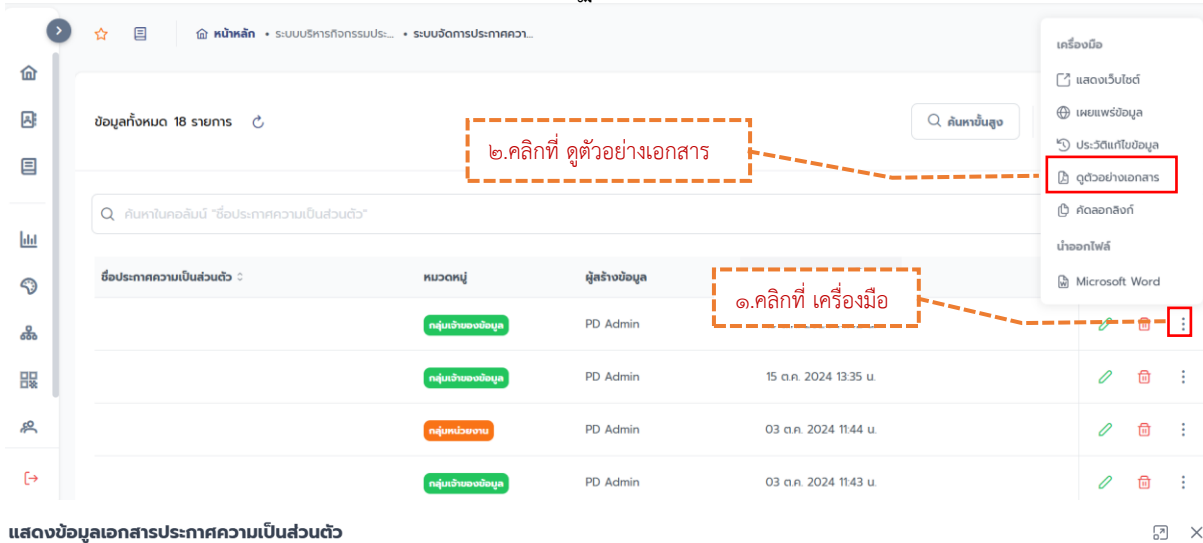 หน้าหลัก • ระบบบริหารกิจกรรมประ... • ระบบจัดการประกาศควา...
เครื่องมือ
แสดงเว็บไซต์
เผยแพร่ข้อมูล
ประวัติแก้ไขข้อมูล
ดูตัวอย่างเอกสาร
คัดลอกลิงก์
นำออกไฟล์
Microsoft Word
ข้อมูลทั้งหมด 18 รายการ
ค้นหาขั้นสูง
๒.คลิกที่ ดูตัวอย่างเอกสาร
ค้นหาในคอลัมน์ "ชื่อประกาศความเป็นส่วนตัว"
ชื่อประกาศความเป็นส่วนตัว หมวดหมู่ ผู้สร้างข้อมูล
๑.คลิกที่ เครื่องมือ
กลุ่มเจ้าของข้อมูล PD Admin
กลุ่มเจ้าของข้อมูล PD Admin 15 ต.ค. 2024 13:35 น.
กลุ่มหน่วยงาน PD Admin 03 ต.ค. 2024 11:44 น.
กลุ่มเจ้าของข้อมูล PD Admin 03 ต.ค. 2024 11:43 น.
แสดงข้อมูลเอกสารประกาศความเป็นส่วนตัว